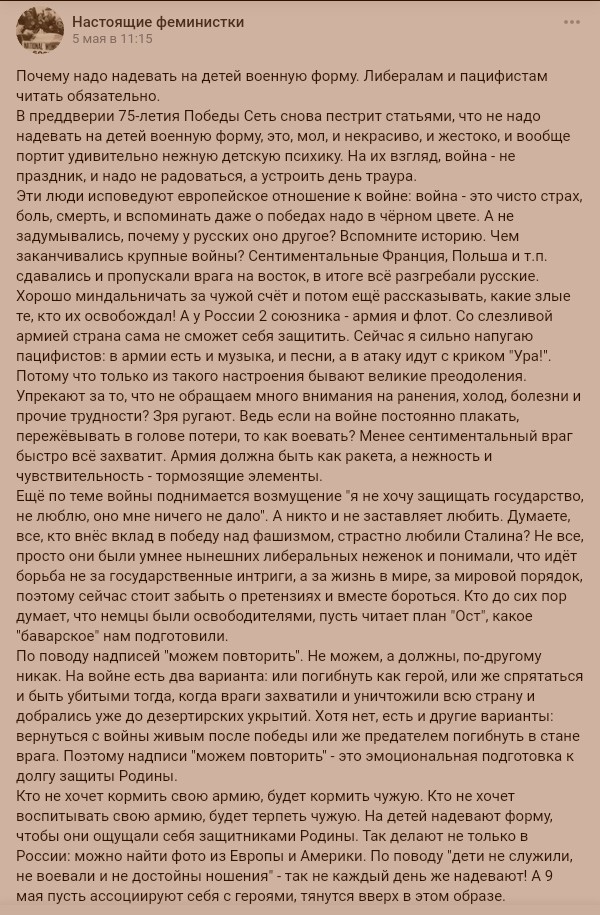 Настоящие феминистки
5 мая в 11:15
Почему надо надевать на детей военную форму. Либералам и пацифистам
читать обязательно.
В преддверии 75-летия Победы Сеть снова пестрит статьями, что не надо
надевать на детей военную форму, это, мол, и некрасиво, и жестоко, и вообще
портит удивительно нежную детскую психику. На их взгляд, война - не
праздник, и надо не радоваться, а устроить день траура.
Эти люди исповедуют европейское отношение к войне: война - это чисто страх,
боль, смерть, и вспоминать даже о победах надо в чёрном цвете. А не
задумывались, почему у русских оно другое? Вспомните историю. Чем
заканчивались крупные войны? Сентиментальные Франция, Польша и т.п.
сдавались и пропускали врага на восток, в итоге всё разгребали русские.
Хорошо миндальничать за чужой счёт и потом ещё рассказывать, какие злые
те, кто их освобождал! А у России 2 союзника - армия и флот. Со слезливой
армией страна сама не сможет себя защитить. Сейчас я сильно напугаю
пацифистов: в армии есть и музыка, и песни, а в атаку идут с криком "Ура!".
Потому что только из такого настроения бывают великие преодоления.
Упрекают за то, что не обращаем много внимания на ранения, холод, болезни и
прочие трудности? Зря ругают. Ведь если на войне постоянно плакать,
пережёвывать в голове потери, то как воевать? Менее сентиментальный враг
быстро всё захватит. Армия должна быть как ракета, а нежность и
чувствительность - тормозящие элементы.
Ещё по теме войны поднимается возмущение "я не хочу защищать государство,
не люблю, оно мне ничего не дало". А никто и не заставляет любить. Думаете,
все, кто внёс вклад в победу над фашизмом, страстно любили Сталина? Не все,
просто они были умнее нынешних либеральных неженок и понимали, что идёт
борьба не за государственные интриги, а за жизнь в мире, за мировой порядок,
поэтому сейчас стоит забыть о претензиях и вместе бороться. Кто до сих пор
думает, что немцы были освободителями, пусть читает план "Ост", какое
"баварское" нам подготовили.
По поводу надписей "можем повторить". Не можем, а должны, по-другому
никак. На войне есть два варианта: или погибнуть как герой, или же спрятаться
и быть убитыми тогда, когда враги захватили и уничтожили всю страну и
добрались уже до дезертирских укрытий. Хотя нет, есть и другие варианты:
вернуться с войны живым после победы или же предателем погибнуть в стане
врага. Поэтому надписи "можем повторить" - это эмоциональная подготовка к
долгу защиты Родины.
Кто не хочет кормить свою армию, будет кормить чужую. Кто не хочет
воспитывать свою армию, будет терпеть чужую. На детей надевают форму,
чтобы они ощущали себя защитниками Родины. Так делают не только в
России: можно найти фото из Европы и Америки. По поводу "дети не служили,
не воевали и не достойны ношения" - так не каждый день же надевают! А 9
мая пусть ассоциируют себя с героями, тянутся вверх в этом образе.